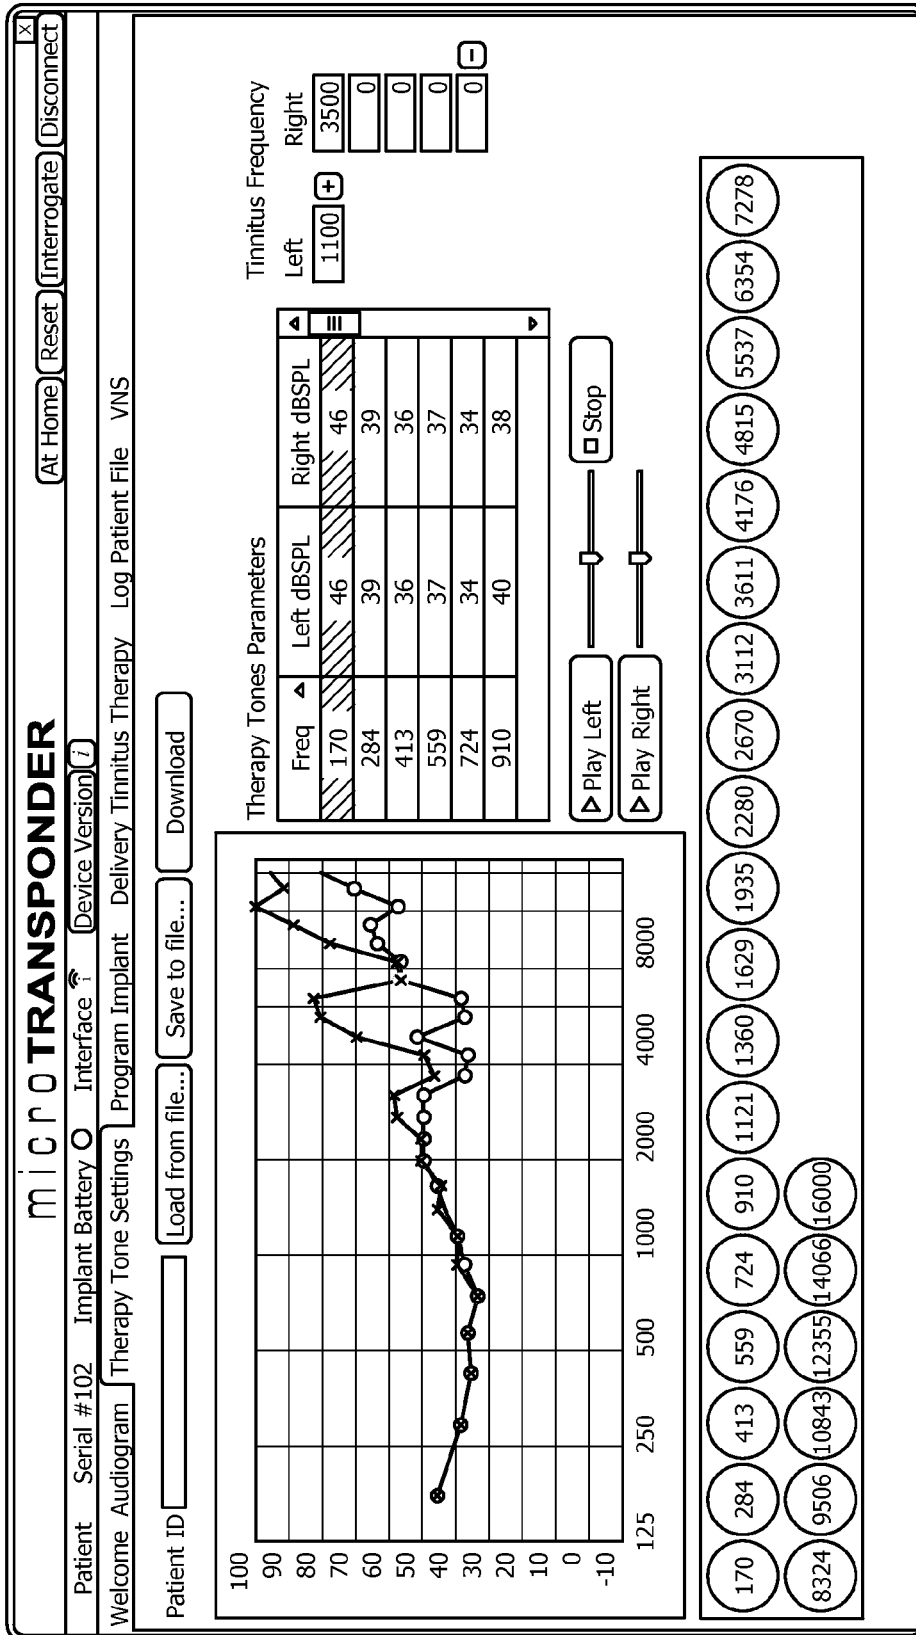 X
micro TRANSPONDER
At Home Reset Interrogate Disconnect
Patient Serial #102 Implant Battery Interface i Device Version i
Welcome Audiogram Therapy Tone Settings Program Implant Delivery Tinnitus Therapy Log Patient File VNS
Patient ID Load from file... Save to file... Download
100
90
80
70
60
50
40
30
20
10
0
-10
125 250 500 1000 2000 4000 8000
Therapy Tones Parameters
Freq Left dBSPL Right dBSPL
170 46 46
284 39 39
413 36 36
559 37 37
724 34 34
910 40 38
Play Left Stop
Play Right
Tinnitus Frequency
Left Right
1100 + 3500
0
0
0
0 −
170 284 413 559 724 910 1121 1360 1629 1935 2280 2670 3112 3611 4176 4815 5537 6354 7278
8324 9506 10843 12355 14066 16000